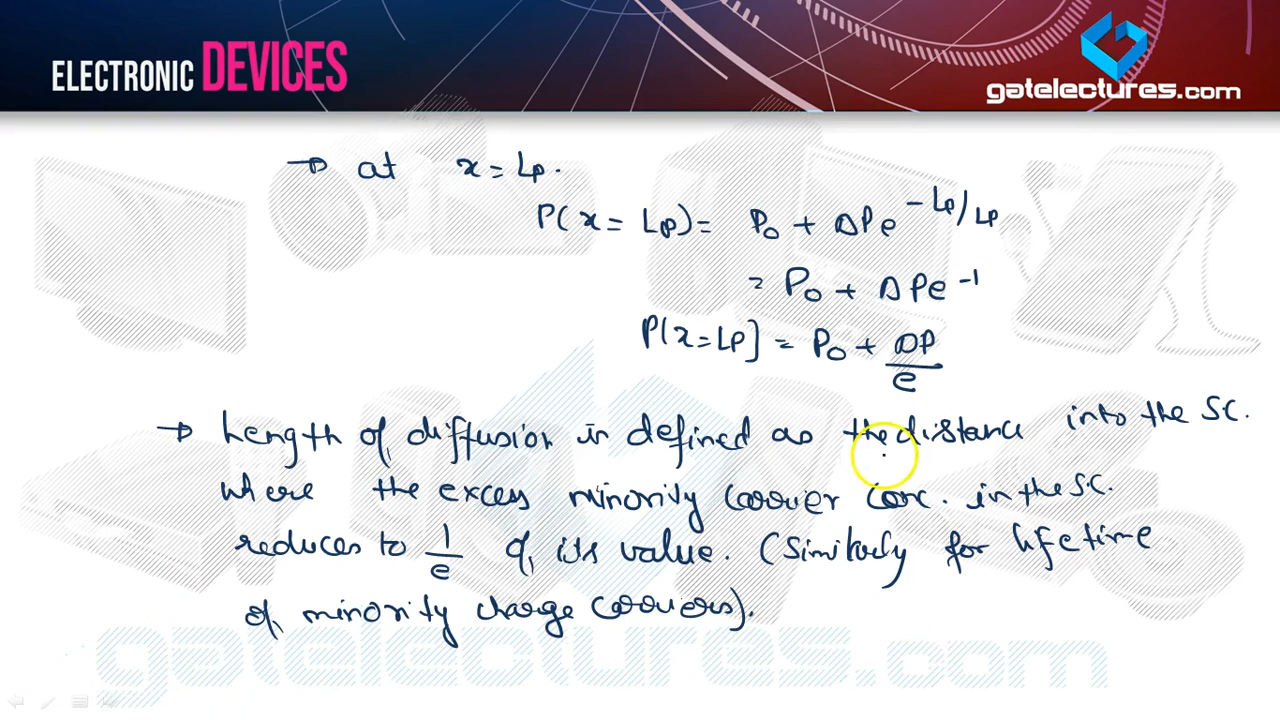 ELECTRONIC DEVICES
gatelectures.com
→ at x = Lp.
P(x = Lp) = P₀ + ΔPe^(-Lp/Lp)
= P₀ + ΔPe^(-1)
P(x = Lp] = P₀ + ΔP/e
→ Length of diffusion is defined as the distance into the SC.
where the excess minority carrier conc. in the SC.
reduces to 1/e of its value. (Similarly for lifetime
of minority charge carriers).
gatelectures.com